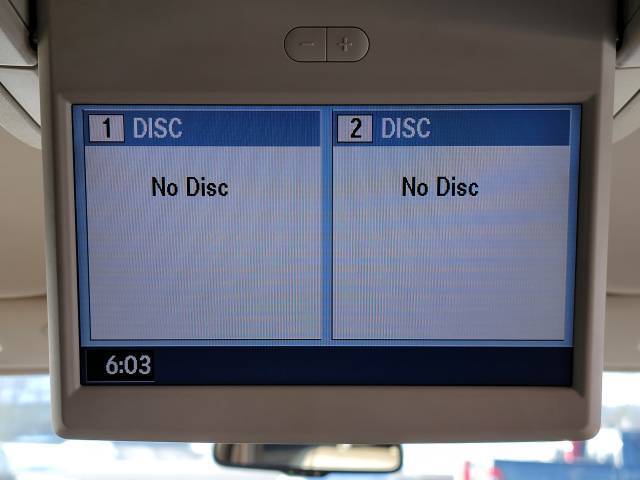 − +
1 DISC
No Disc
2 DISC
No Disc
6:03